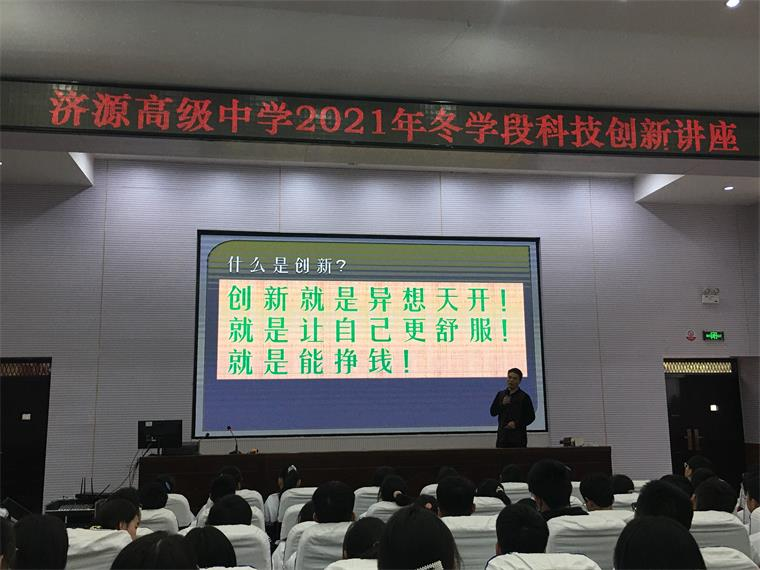 济源高级中学2021年冬学段科技创新讲座
什么是创新?
创新就是异想天开!
就是让自己更舒服!
就是能挣钱!